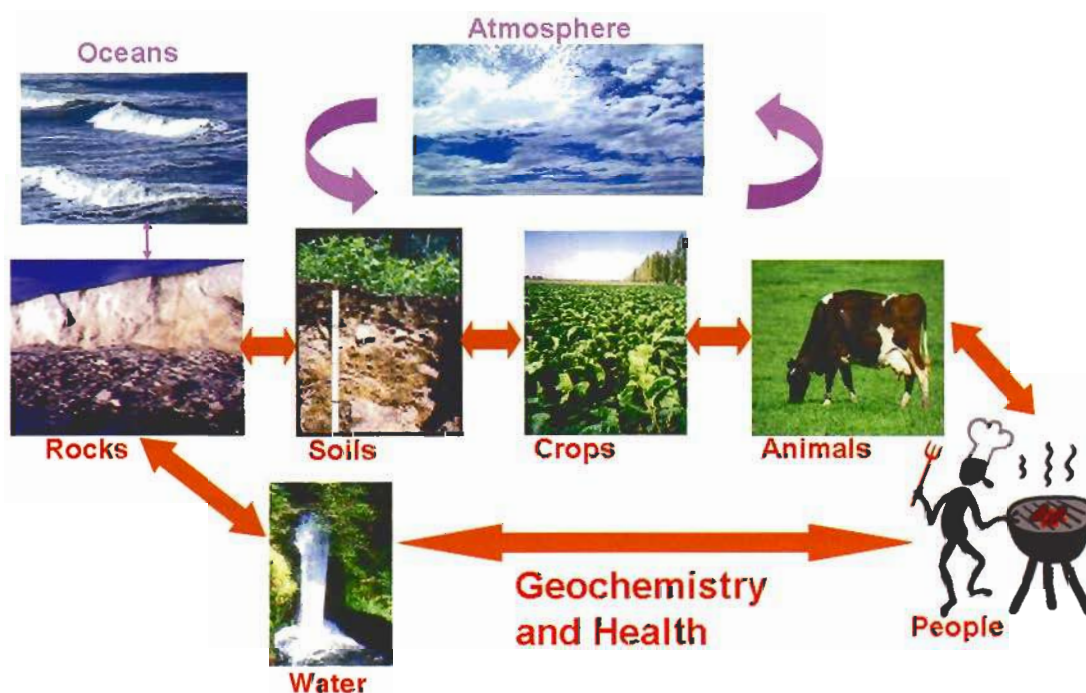 Oceans
Atmosphere
Rocks
Soils
Crops
Animals
Geochemistry
and Health
People
Water